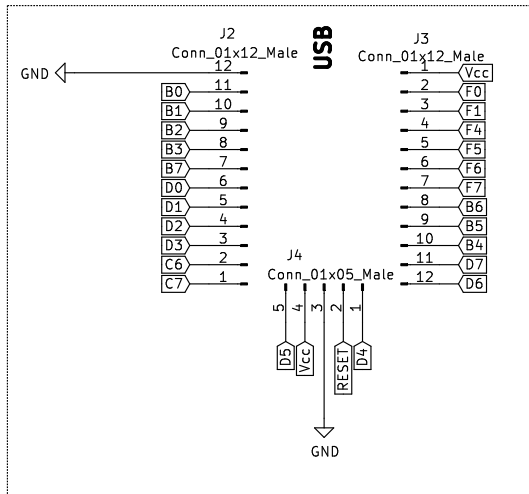 USB
J2
Conn_01x12_Male
GND 12
B0 11
B1 10
B2 9
B3 8
B7 7
D0 6
D1 5
D2 4
D3 3
C6 2
C7 1
J3
Conn_01x12_Male
1 Vcc
2 F0
3 F1
4 F4
5 F5
6 F6
7 F7
8 B6
9 B5
10 B4
11 D7
12 D6
J4
Conn_01x05_Male
5 4 3 2 1
D5 Vcc RESET D4
GND